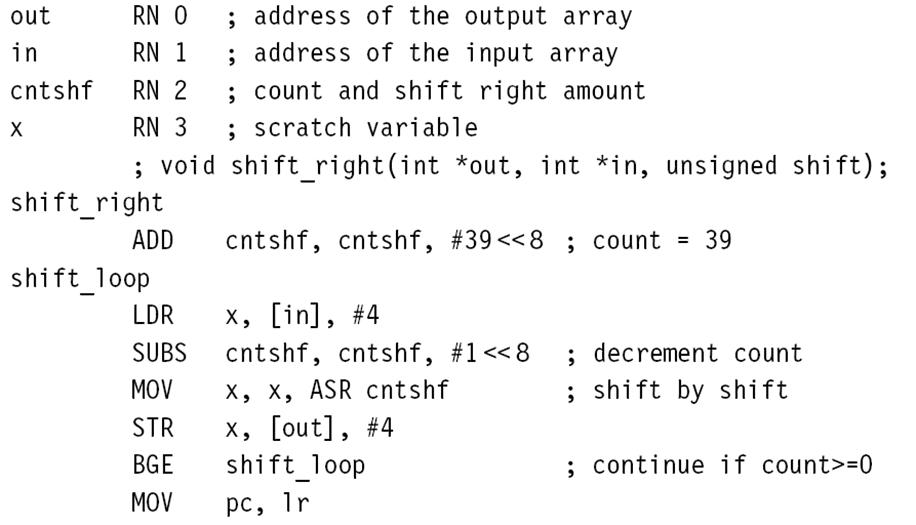 out RN 0 ; address of the output array
in RN 1 ; address of the input array
cntshf RN 2 ; count and shift right amount
x RN 3 ; scratch variable
; void shift_right(int *out, int *in, unsigned shift);
shift_right
ADD cntshf, cntshf, #39<<8 ; count = 39
shift_loop
LDR x, [in], #4
SUBS cntshf, cntshf, #1<<8 ; decrement count
MOV x, x, ASR cntshf ; shift by shift
STR x, [out], #4
BGE shift_loop ; continue if count>=0
MOV pc, lr